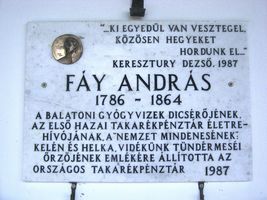 "...KI EGYEDÜL VAN VESZTEGEL,
KÖZÖSEN HEGYEKET
HORDUNK EL..."
KERESZTURY DEZSŐ, 1987
FÁY ANDRÁS
1786 - 1864
A BALATONI GYÓGYVIZEK DICSÉRŐJÉNEK,
AZ ELSŐ HAZAI TAKARÉKPÉNZTÁR ÉLETRE-
HÍVÓJÁNAK, A "NEMZET MINDENESÉNEK",
KELÉN ÉS HELKA, VIDÉKÜNK TÜNDÉRMESÉI
ŐRZŐJÉNEK EMLÉKÉRE ÁLLÍTOTTA AZ
ORSZÁGOS TAKARÉKPÉNZTÁR 1987